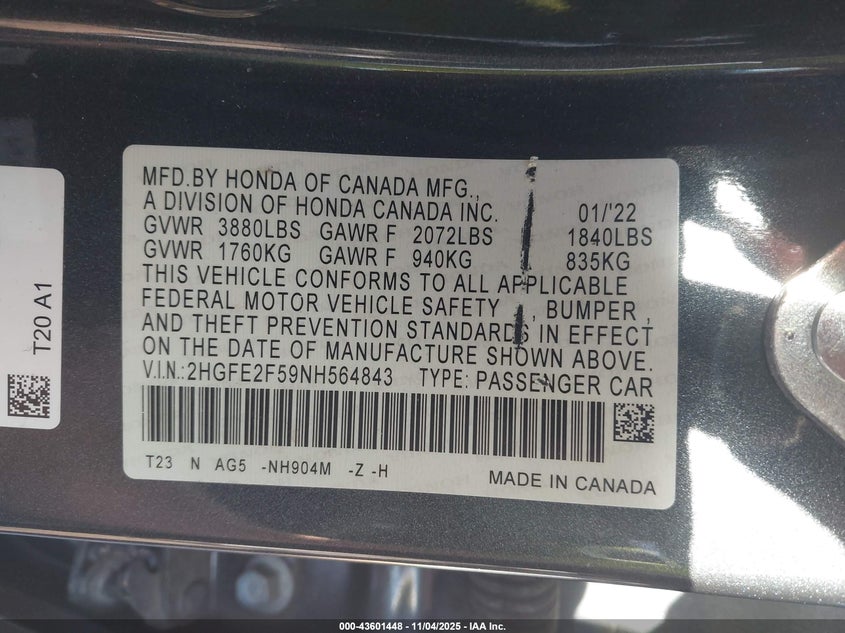 MFD.BY HONDA OF CANADA MFG.,
A DIVISION OF HONDA CANADA INC. 01/'22
GVWR 3880LBS GAWR F 2072LBS 1840LBS
GVWR 1760KG GAWR F 940KG 835KG
THIS VEHICLE CONFORMS TO ALL APPLICABLE
FEDERAL MOTOR VEHICLE SAFETY , BUMPER ,
AND THEFT PREVENTION STANDARDS IN EFFECT
ON THE DATE OF MANUFACTURE SHOWN ABOVE.
V.I.N.:2HGFE2F59NH564843 TYPE: PASSENGER CAR
T23 N AG5 -NH904M -Z -H
MADE IN CANADA
T20 A1
000-43601448 - 11/04/2025 - IAA Inc.